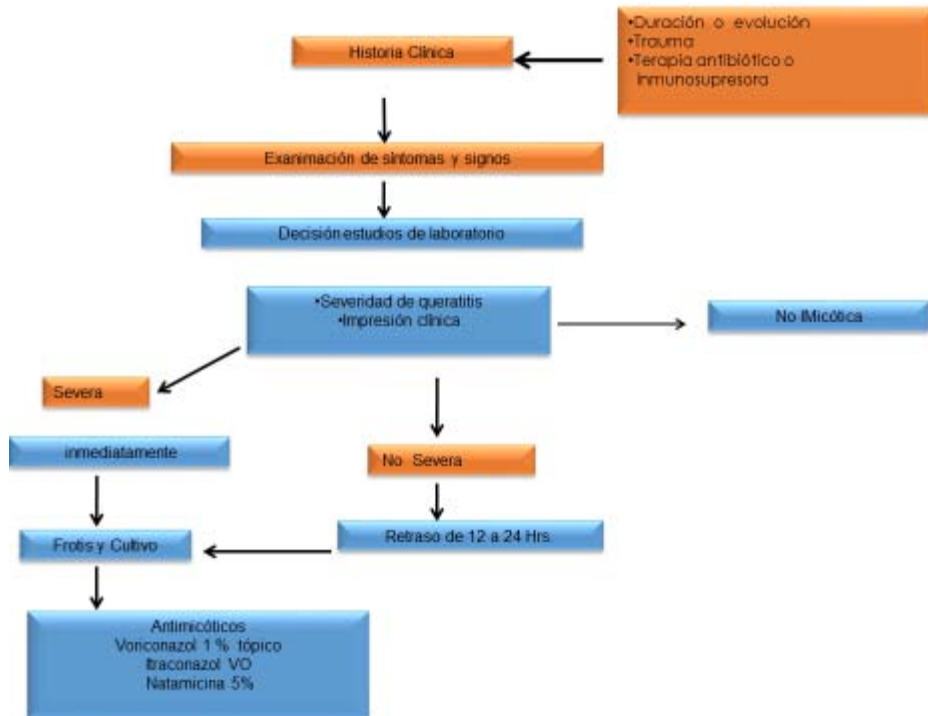 •Duración o evolución
•Trauma
•Terapia antibiótico o
inmunosupresora
Historia Clínica
Exanimación de síntomas y signos
Decisión estudios de laboratorio
•Severidad de queratitis
•Impresión clínica
No IMicótica
Severa
inmediatamente
No Severa
Retraso de 12 a 24 Hrs
Frotis y Cultivo
Antimicóticos
Voriconazol 1 % tópico
Itraconazol VO
Natamicina 5%